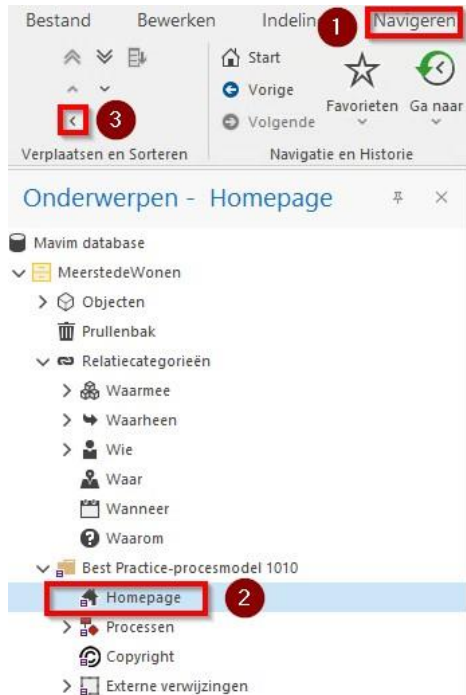 Bestand Bewerken Indelin 1 Navigeren
Start
Vorige
3 Volgende Favorieten Ga naar
Verplaatsen en Sorteren Navigatie en Historie
Onderwerpen - Homepage
Mavim database
MeerstedeWonen
Objecten
Prullenbak
Relatiecategorieën
Waarmee
Waarheen
Wie
Waar
Wanneer
Waarom
Best Practice-procesmodel 1010
Homepage 2
Processen
Copyright
Externe verwijzingen